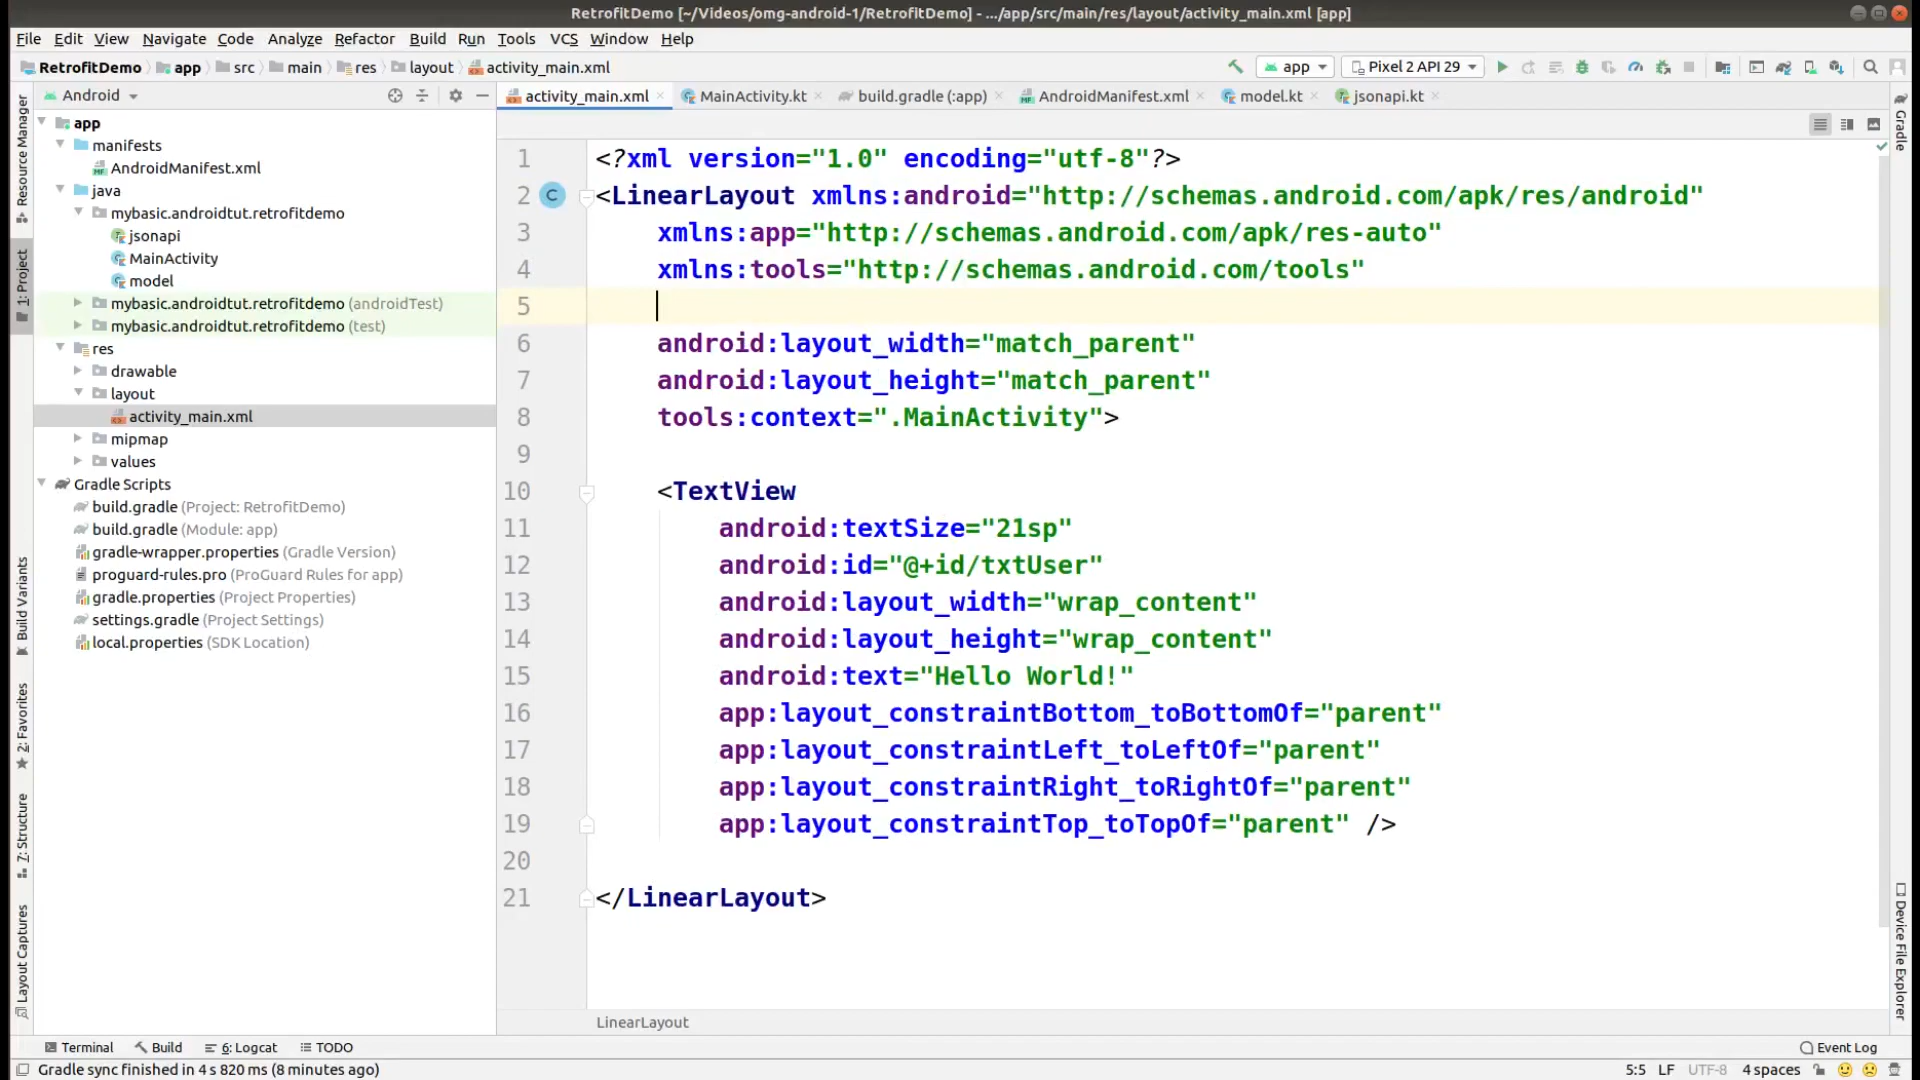 RetrofitDemo [~/Videos/omg-android-1/RetrofitDemo] - .../app/src/main/res/layout/activity_main.xml [app]
File Edit View Navigate Code Analyze Refactor Build Run Tools VCS Window Help
RetrofitDemo app src main res layout activity_main.xml app Pixel 2 API 29
Android
activity_main.xml MainActivity.kt build.gradle (:app) AndroidManifest.xml model.kt jsonapi.kt
Resource Manager
1: Project
Build Variants
2: Favorites
7: Structure
Layout Captures
app
manifests
AndroidManifest.xml
java
mybasic.androidtut.retrofitdemo
jsonapi
MainActivity
model
mybasic.androidtut.retrofitdemo (androidTest)
mybasic.androidtut.retrofitdemo (test)
res
drawable
layout
activity_main.xml
mipmap
values
Gradle Scripts
build.gradle (Project: RetrofitDemo)
build.gradle (Module: app)
gradle-wrapper.properties (Gradle Version)
proguard-rules.pro (ProGuard Rules for app)
gradle.properties (Project Properties)
settings.gradle (Project Settings)
local.properties (SDK Location)
1 <?xml version="1.0" encoding="utf-8"?>
2 C <LinearLayout xmlns:android="http://schemas.android.com/apk/res/android"
3 xmlns:app="http://schemas.android.com/apk/res-auto"
4 xmlns:tools="http://schemas.android.com/tools"
5
6 android:layout_width="match_parent"
7 android:layout_height="match_parent"
8 tools:context=".MainActivity">
9
10 <TextView
11 android:textSize="21sp"
12 android:id="@+id/txtUser"
13 android:layout_width="wrap_content"
14 android:layout_height="wrap_content"
15 android:text="Hello World!"
16 app:layout_constraintBottom_toBottomOf="parent"
17 app:layout_constraintLeft_toLeftOf="parent"
18 app:layout_constraintRight_toRightOf="parent"
19 app:layout_constraintTop_toTopOf="parent" />
20
21 </LinearLayout>
LinearLayout
Gradle
Device File Explorer
Terminal Build 6: Logcat TODO Event Log
Gradle sync finished in 4 s 820 ms (8 minutes ago) 5:5 LF UTF-8 4 spaces